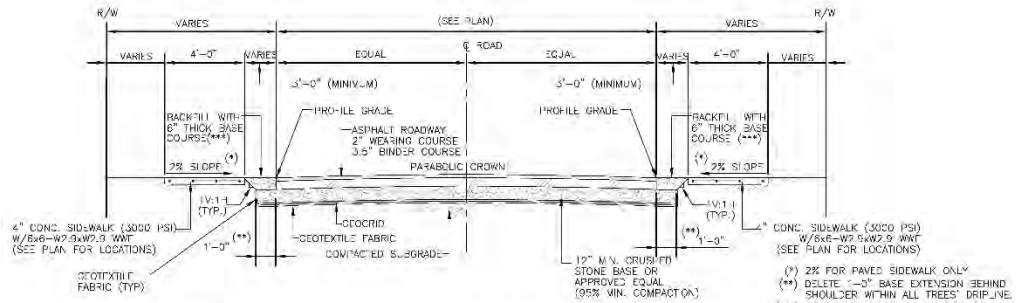 R/W
VARIES
(SEE PLAN)
VARIES
R/W
℄ ROAD
VARIES
4'-0"
VARIES
EQUAL
EQUAL
VARIES
4'-0"
VARIES
3'-0" (MINIMUM)
3'-0" (MINIMUM)
PROFILE GRADE
PROFILE GRADE
BACKFILL WITH
6" THICK BASE
COURSE(***)
ASPHALT ROADWAY
2" WEARING COURSE
3.5" BINDER COURSE
BACKFILL WITH
6" THICK BASE
COURSE(***)
(*)
2% SLOPE
PARABOLIC CROWN
(*)
2% SLOPE
1V:1H
(TYP.)
1V:1H
(TYP.)
4" CONC. SIDEWALK (3000 PSI)
W/6x6-W2.9xW2.9 WWF
(SEE PLAN FOR LOCATIONS)
GEOGRID
GEOTEXTILE FABRIC
COMPACTED SUBGRADE
(**)
1'-0"
(**)
1'-0"
4" CONC. SIDEWALK (3000 PSI)
W/6x6-W2.9xW2.9 WWF
(SEE PLAN FOR LOCATIONS)
GEOTEXTILE
FABRIC (TYP)
12" MIN. CRUSHED
STONE BASE OR
APPROVED EQUAL
(95% MIN. COMPACTION)
(*) 2% FOR PAVED SIDEWALK ONLY
(**) DELETE 1'-0" BASE EXTENSION BEHIND
SHOULDER WITHIN ALL TREES' DRIPLINE